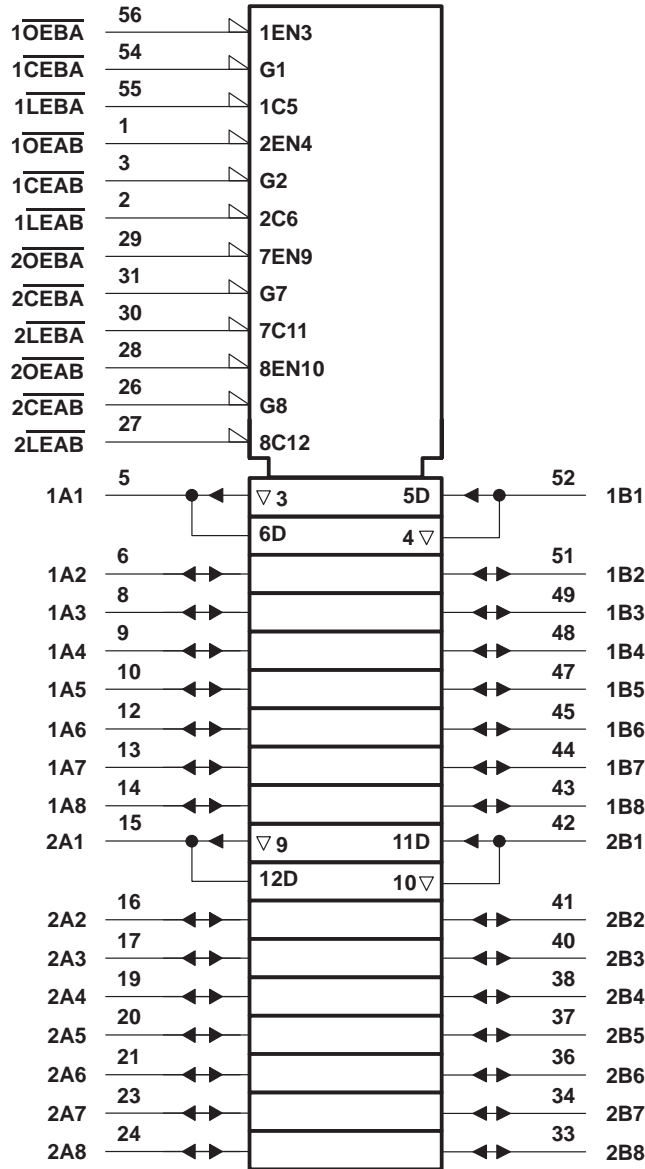 1OEBA 56 1EN3
1CEBA 54 G1
1LEBA 55 1C5
1OEAB 1 2EN4
1CEAB 3 G2
1LEAB 2 2C6
2OEBA 29 7EN9
2CEBA 31 G7
2LEBA 30 7C11
2OEAB 28 8EN10
2CEAB 26 G8
2LEAB 27 8C12
1A1 5 ▽ 3 5D 52 1B1
6D 4 ▽
1A2 6 51 1B2
1A3 8 49 1B3
1A4 9 48 1B4
1A5 10 47 1B5
1A6 12 45 1B6
1A7 13 44 1B7
1A8 14 43 1B8
2A1 15 ▽ 9 11D 42 2B1
12D 10 ▽
2A2 16 41 2B2
2A3 17 40 2B3
2A4 19 38 2B4
2A5 20 37 2B5
2A6 21 36 2B6
2A7 23 34 2B7
2A8 24 33 2B8